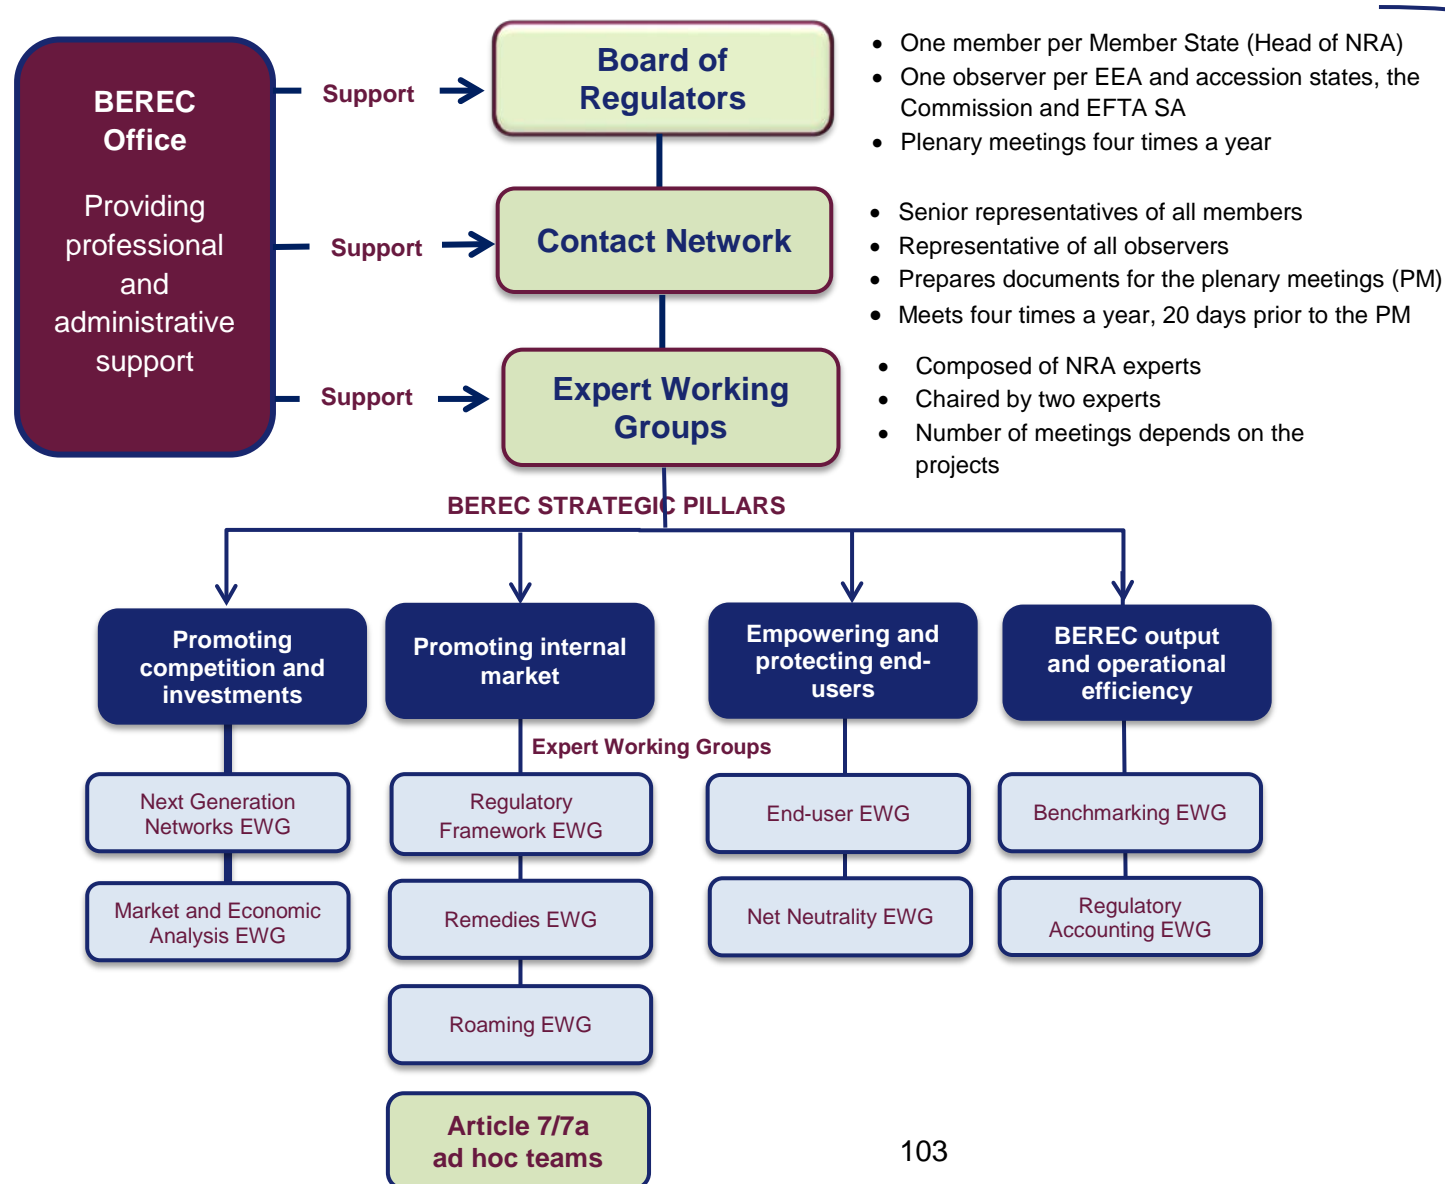 BEREC
Office
Providing
professional
and
administrative
support
Support
Support
Support
Board of
Regulators
Contact Network
Expert Working
Groups
• One member per Member State (Head of NRA)
• One observer per EEA and accession states, the
Commission and EFTA SA
• Plenary meetings four times a year
• Senior representatives of all members
• Representative of all observers
• Prepares documents for the plenary meetings (PM)
• Meets four times a year, 20 days prior to the PM
• Composed of NRA experts
• Chaired by two experts
• Number of meetings depends on the
projects
BEREC STRATEGIC PILLARS
Promoting
competition and
investments
Promoting internal
market
Empowering and
protecting end-
users
BEREC output
and operational
efficiency
Expert Working Groups
Next Generation
Networks EWG
Regulatory
Framework EWG
End-user EWG
Benchmarking EWG
Market and Economic
Analysis EWG
Remedies EWG
Net Neutrality EWG
Regulatory
Accounting EWG
Roaming EWG
Article 7/7a
ad hoc teams
103